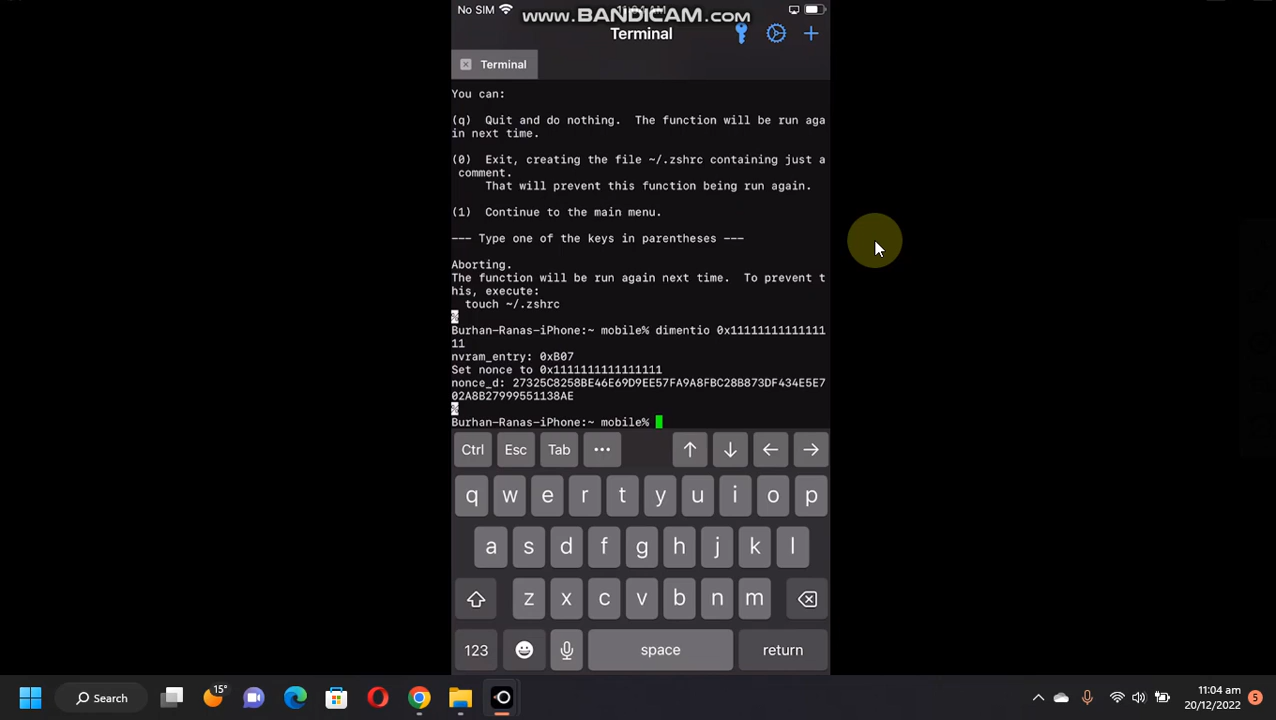 No SIM
www.BANDICAM.com
Terminal
Terminal
You can:
(q)  Quit and do nothing.  The function will be run aga
in next time.
(0)  Exit, creating the file ~/.zshrc containing just a
 comment.
     That will prevent this function being run again.
(1)  Continue to the main menu.
--- Type one of the keys in parentheses ---
Aborting.
The function will be run again next time.  To prevent t
his, execute:
  touch ~/.zshrc
%
Burhan-Ranas-iPhone:~ mobile% dimentio 0x11111111111111
11
nvram_entry: 0xB07
Set nonce to 0x1111111111111111
nonce_d: 27325C8258BE46E69D9EE57FA9A8FBC28B873DF434E5E7
02A8B27999551138AE
%
Burhan-Ranas-iPhone:~ mobile%
Ctrl Esc Tab ••• ↑ ↓ ← →
q w e r t y u i o p
a s d f g h j k l
z x c v b n m
123 space return
15°
Search
11:04 am
20/12/2022
5